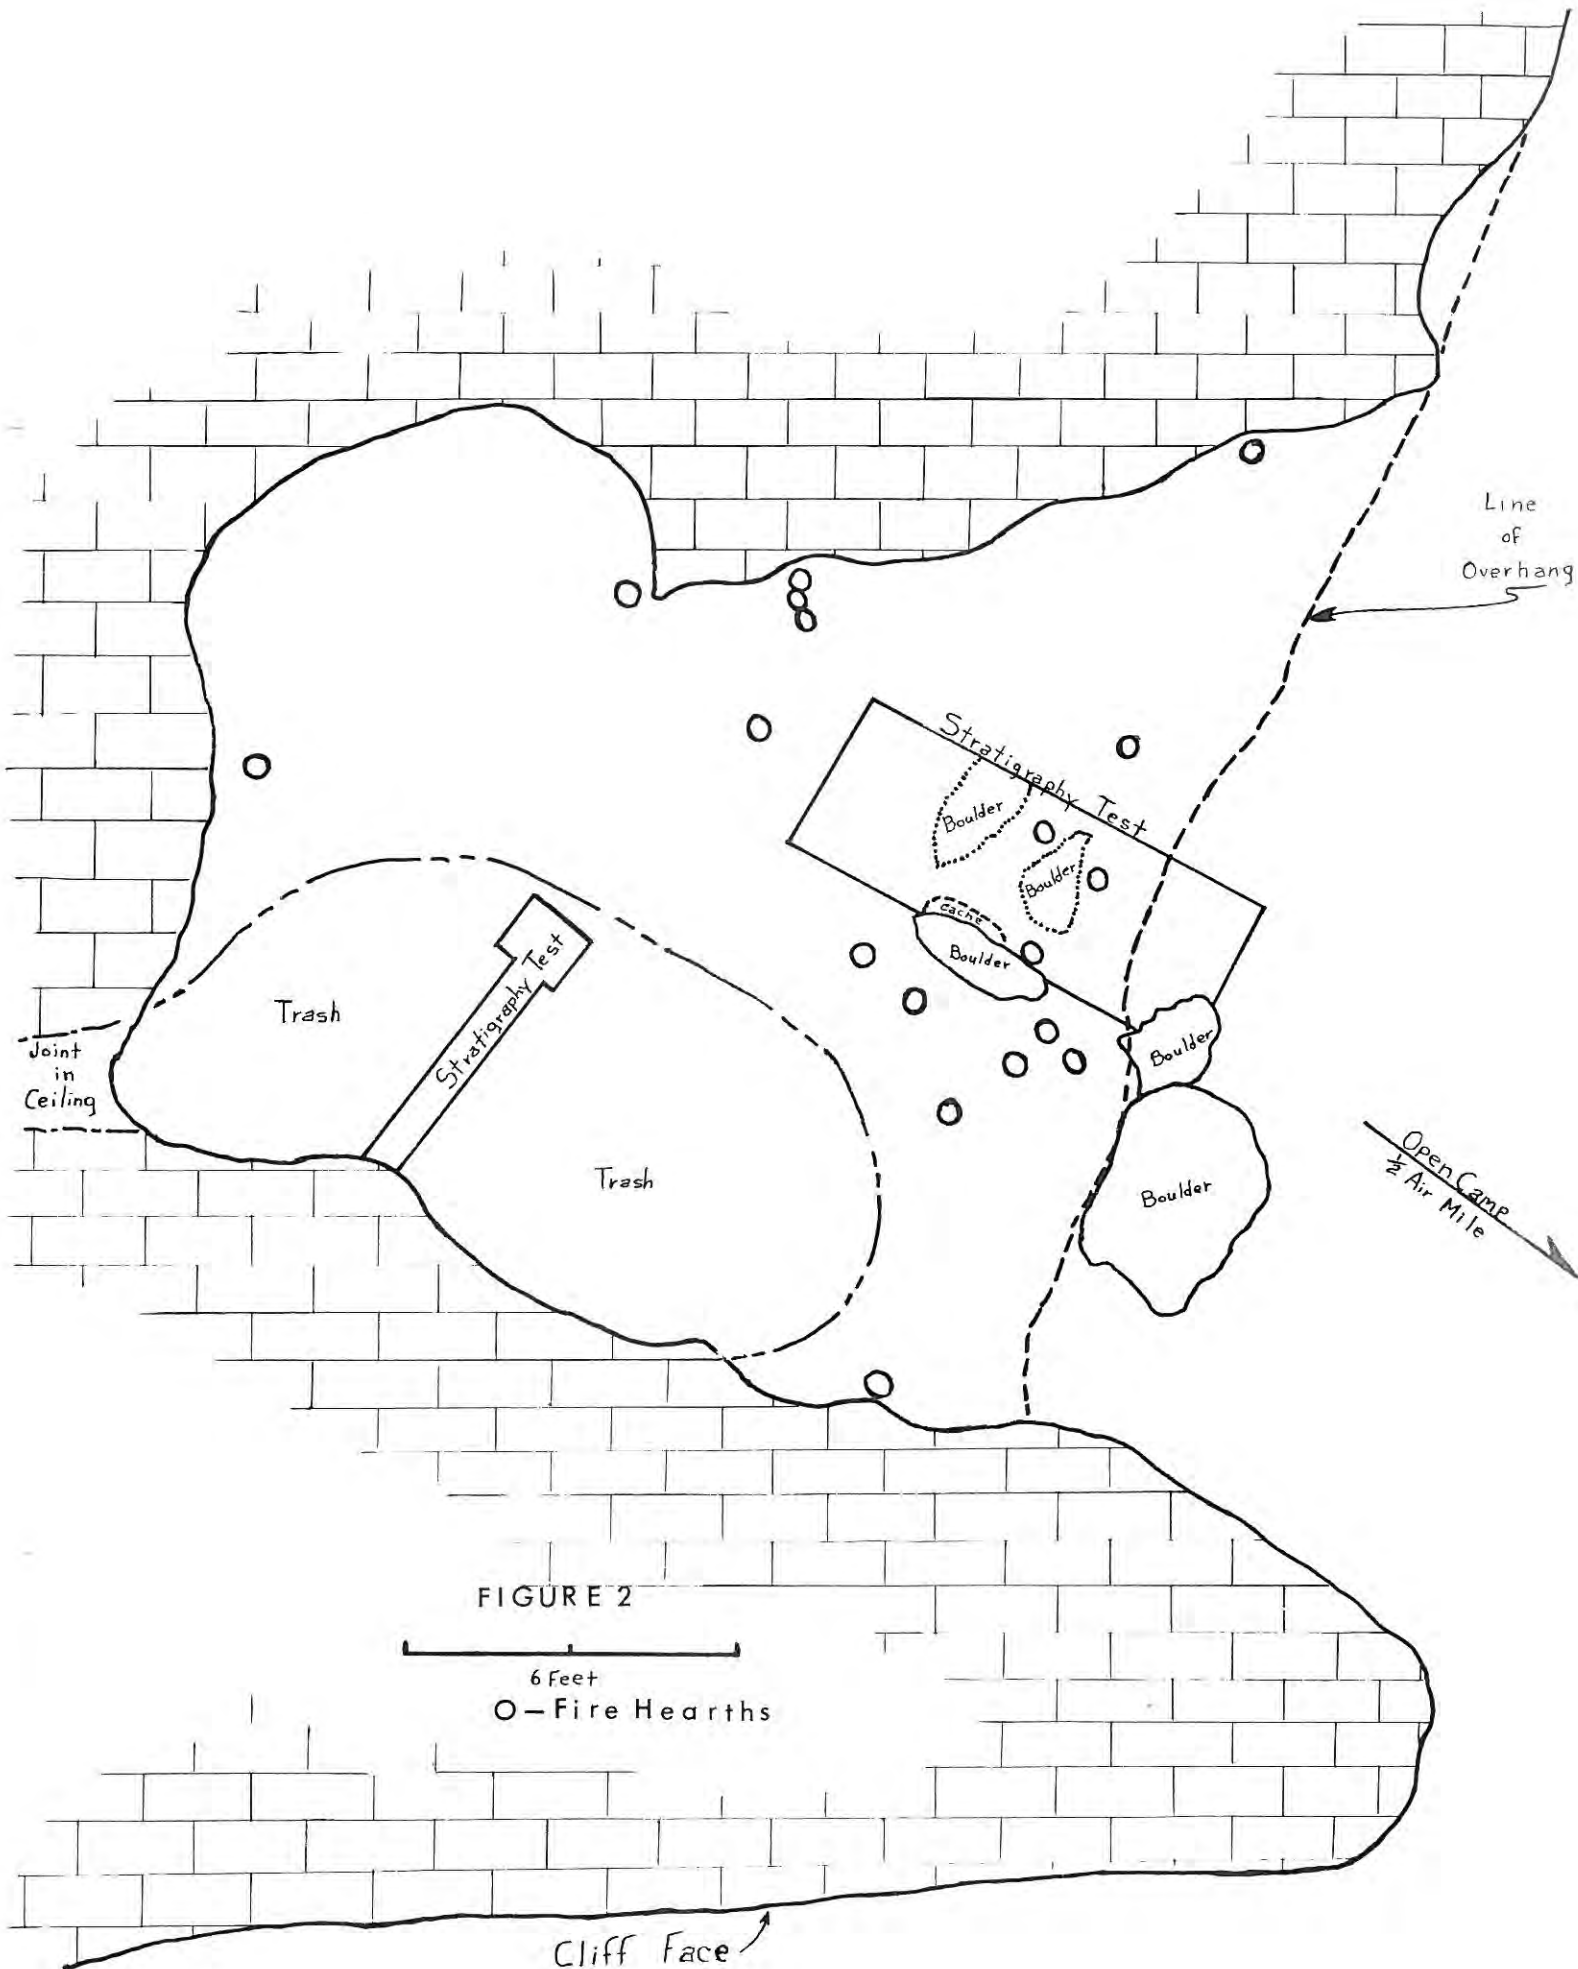 Line
of
Overhang
Stratigraphy Test
Boulder
Boulder
cache
Boulder
Trash
Stratigraphy Test
Joint
in
Ceiling
Boulder
Trash
Boulder
Open Camp
½ Air Mile
FIGURE 2
6 Feet
O—Fire Hearths
Cliff Face